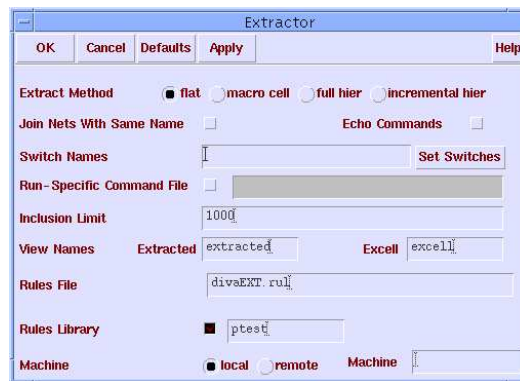 Extractor
OK Cancel Defaults Apply Help
Extract Method flat macro cell full hier incremental hier
Join Nets With Same Name Echo Commands
Switch Names Set Switches
Run-Specific Command File
Inclusion Limit 1000
View Names Extracted extracted Excell excell
Rules File divaEXT.rul
Rules Library ptest
Machine local remote Machine